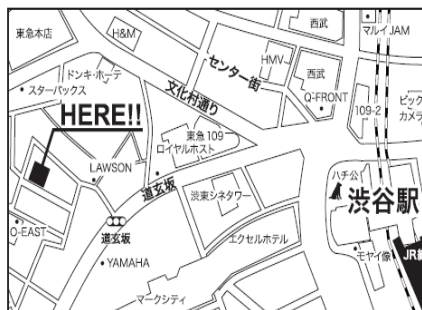 西武
マルイJAM
東急本店
H&M
センター街
HMV
ドンキ・ホーテ
西武
スターバックス
文化村通り
Q-FRONT
109-2
ビック
カメラ
HERE!!
東急 109
ロイヤルホスト
LAWSON
ハチ公
道玄坂
渋東シネタワー
渋谷駅
O-EAST
道玄坂
エクセルホテル
モヤイ像
JR
YAMAHA
マークシティ